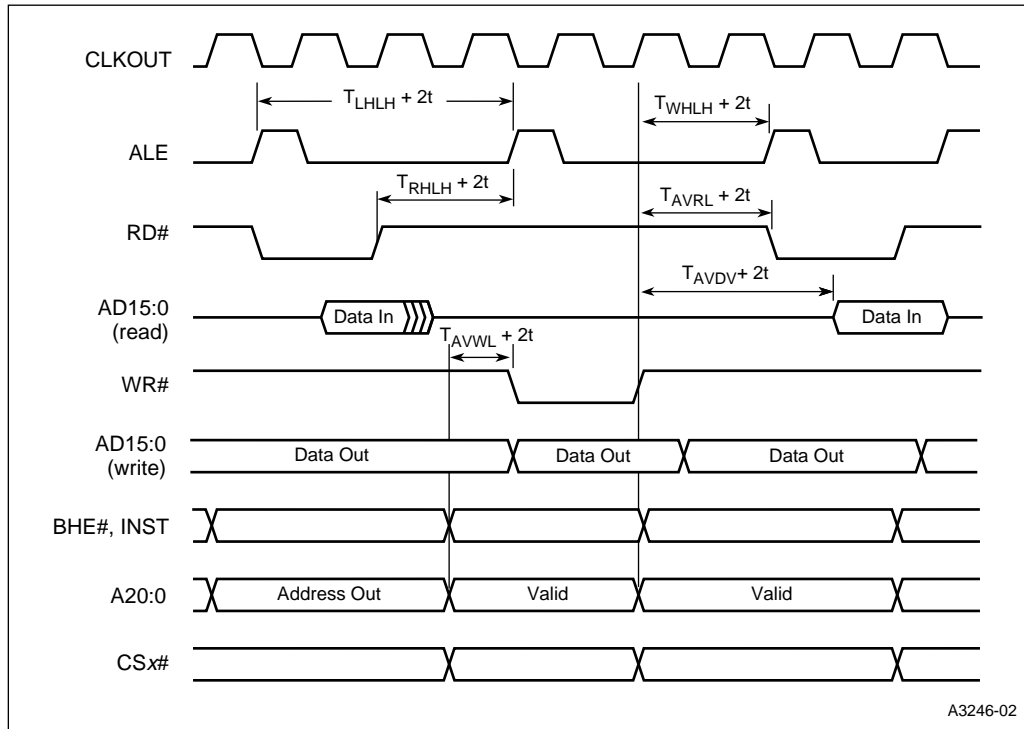 CLKOUT
T_LHLH + 2t
T_WHLH + 2t
ALE
T_RHLH + 2t
T_AVRL + 2t
RD#
T_AVDV+ 2t
AD15:0
(read)
Data In
Data In
T_AVWL + 2t
WR#
AD15:0
(write)
Data Out
Data Out
Data Out
BHE#, INST
A20:0
Address Out
Valid
Valid
CSx#
A3246-02